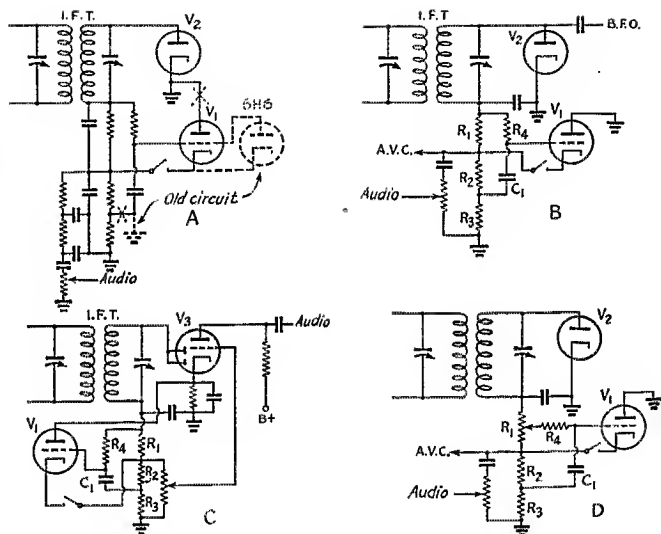 I.F.T.
V2
6H6
V1
Old circuit
A
Audio
I.F.T
B.F.O.
V2
V1
R1
R4
A.V.C.
R2
C1
Audio
R3
B
I.F.T.
V3
Audio
B+
V1
R4
R1
C1
R2
R3
C
V2
V1
R1
R4
A.V.C.
R2
C1
Audio
R3
D